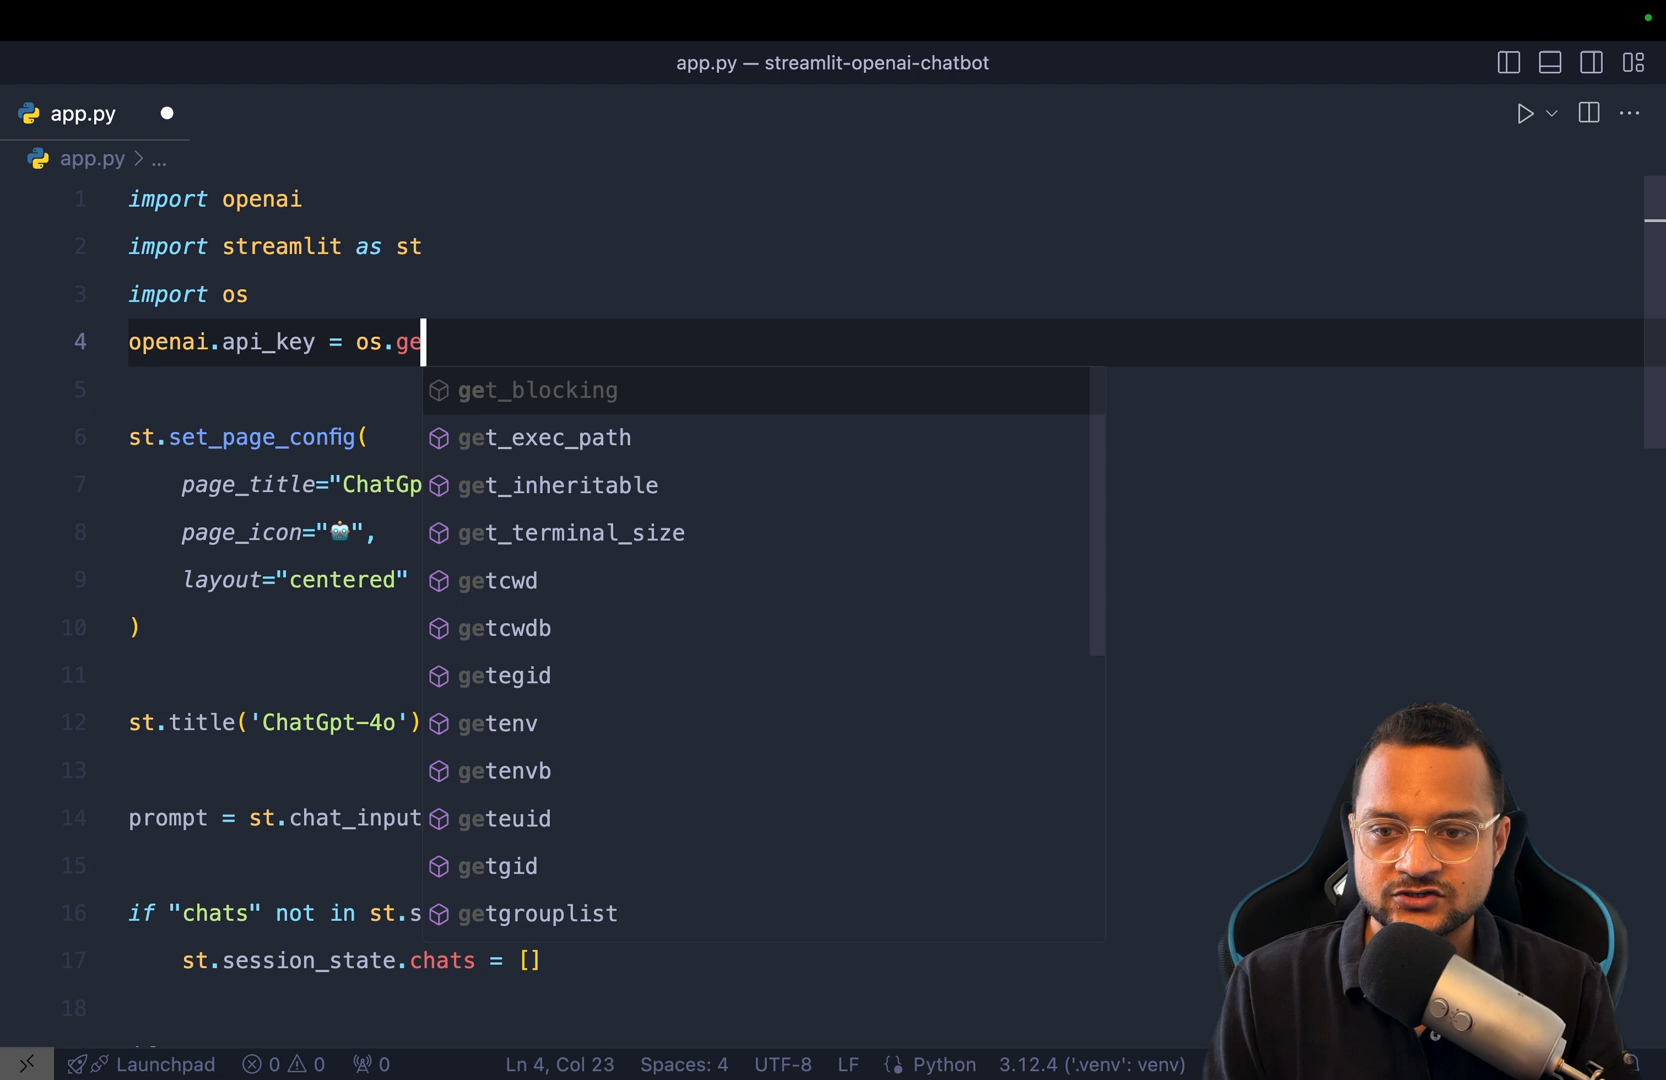 app.py — streamlit-openai-chatbot
app.py
app.py > ...
1 import openai
2 import streamlit as st
3 import os
4 openai.api_key = os.ge
5 get_blocking
6 st.set_page_config( get_exec_path
7 page_title="ChatGp get_inheritable
8 page_icon="🤖", get_terminal_size
9 layout="centered" getcwd
10 ) getcwdb
11 getegid
12 st.title('ChatGpt-4o') getenv
13 getenvb
14 prompt = st.chat_input geteuid
15 getgid
16 if "chats" not in st.s getgrouplist
17 st.session_state.chats = []
18
Launchpad 0 0 0 Ln 4, Col 23 Spaces: 4 UTF-8 LF Python 3.12.4 ('.venv': venv)